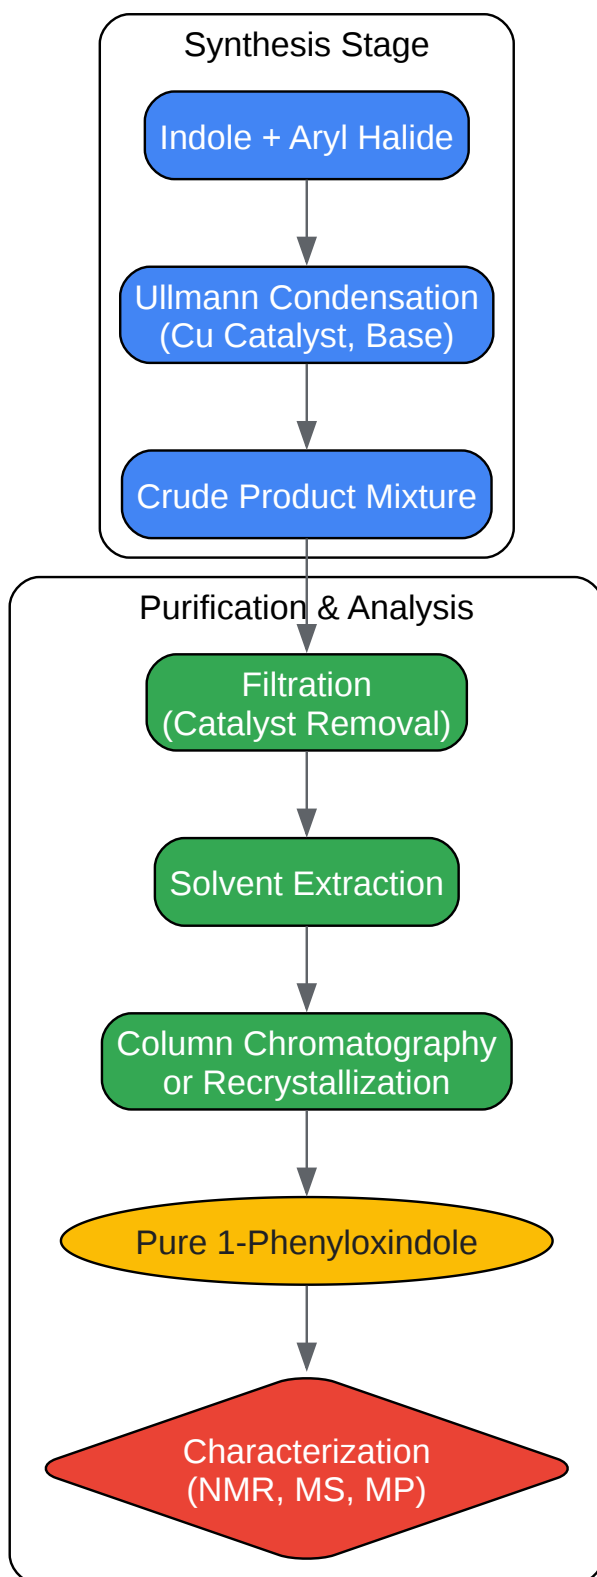 Synthesis Stage
Indole + Aryl Halide
Ullmann Condensation
(Cu Catalyst, Base)
Crude Product Mixture
Purification & Analysis
Filtration
(Catalyst Removal)
Solvent Extraction
Column Chromatography
or Recrystallization
Pure 1-Phenyloxindole
Characterization
(NMR, MS, MP)